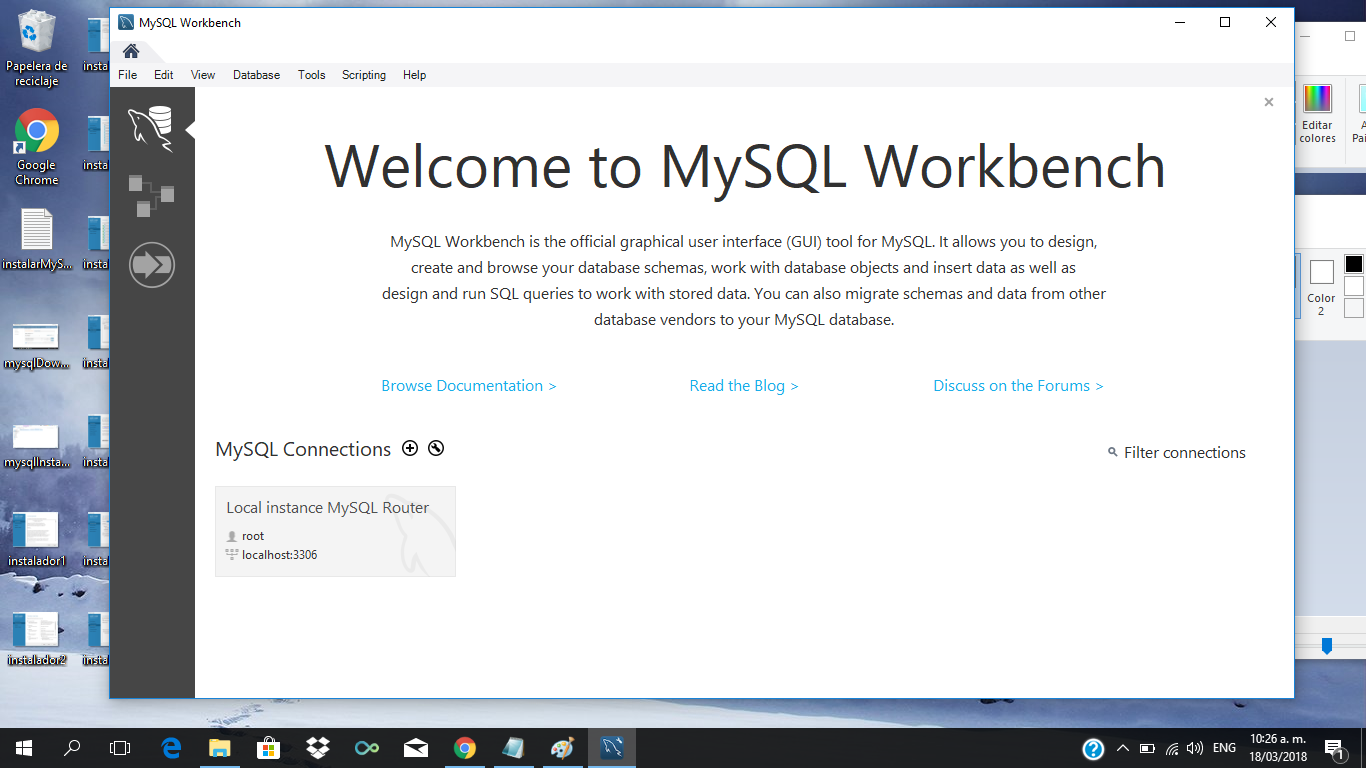 MySQL Workbench
File Edit View Database Tools Scripting Help
Welcome to MySQL Workbench
MySQL Workbench is the official graphical user interface (GUI) tool for MySQL. It allows you to design,
create and browse your database schemas, work with database objects and insert data as well as
design and run SQL queries to work with stored data. You can also migrate schemas and data from other
database vendors to your MySQL database.
Browse Documentation >
Read the Blog >
Discuss on the Forums >
MySQL Connections
Filter connections
Local instance MySQL Router
root
localhost:3306
Papelera de
reciclaje
Google
Chrome
instalarMyS...
mysqlDow...
mysqlInsta...
instalador1
instalador2
insta
insta
insta
insta
insta
insta
insta
Editar
colores
A
Pai
Color
2
ENG
10:26 a. m.
18/03/2018
1